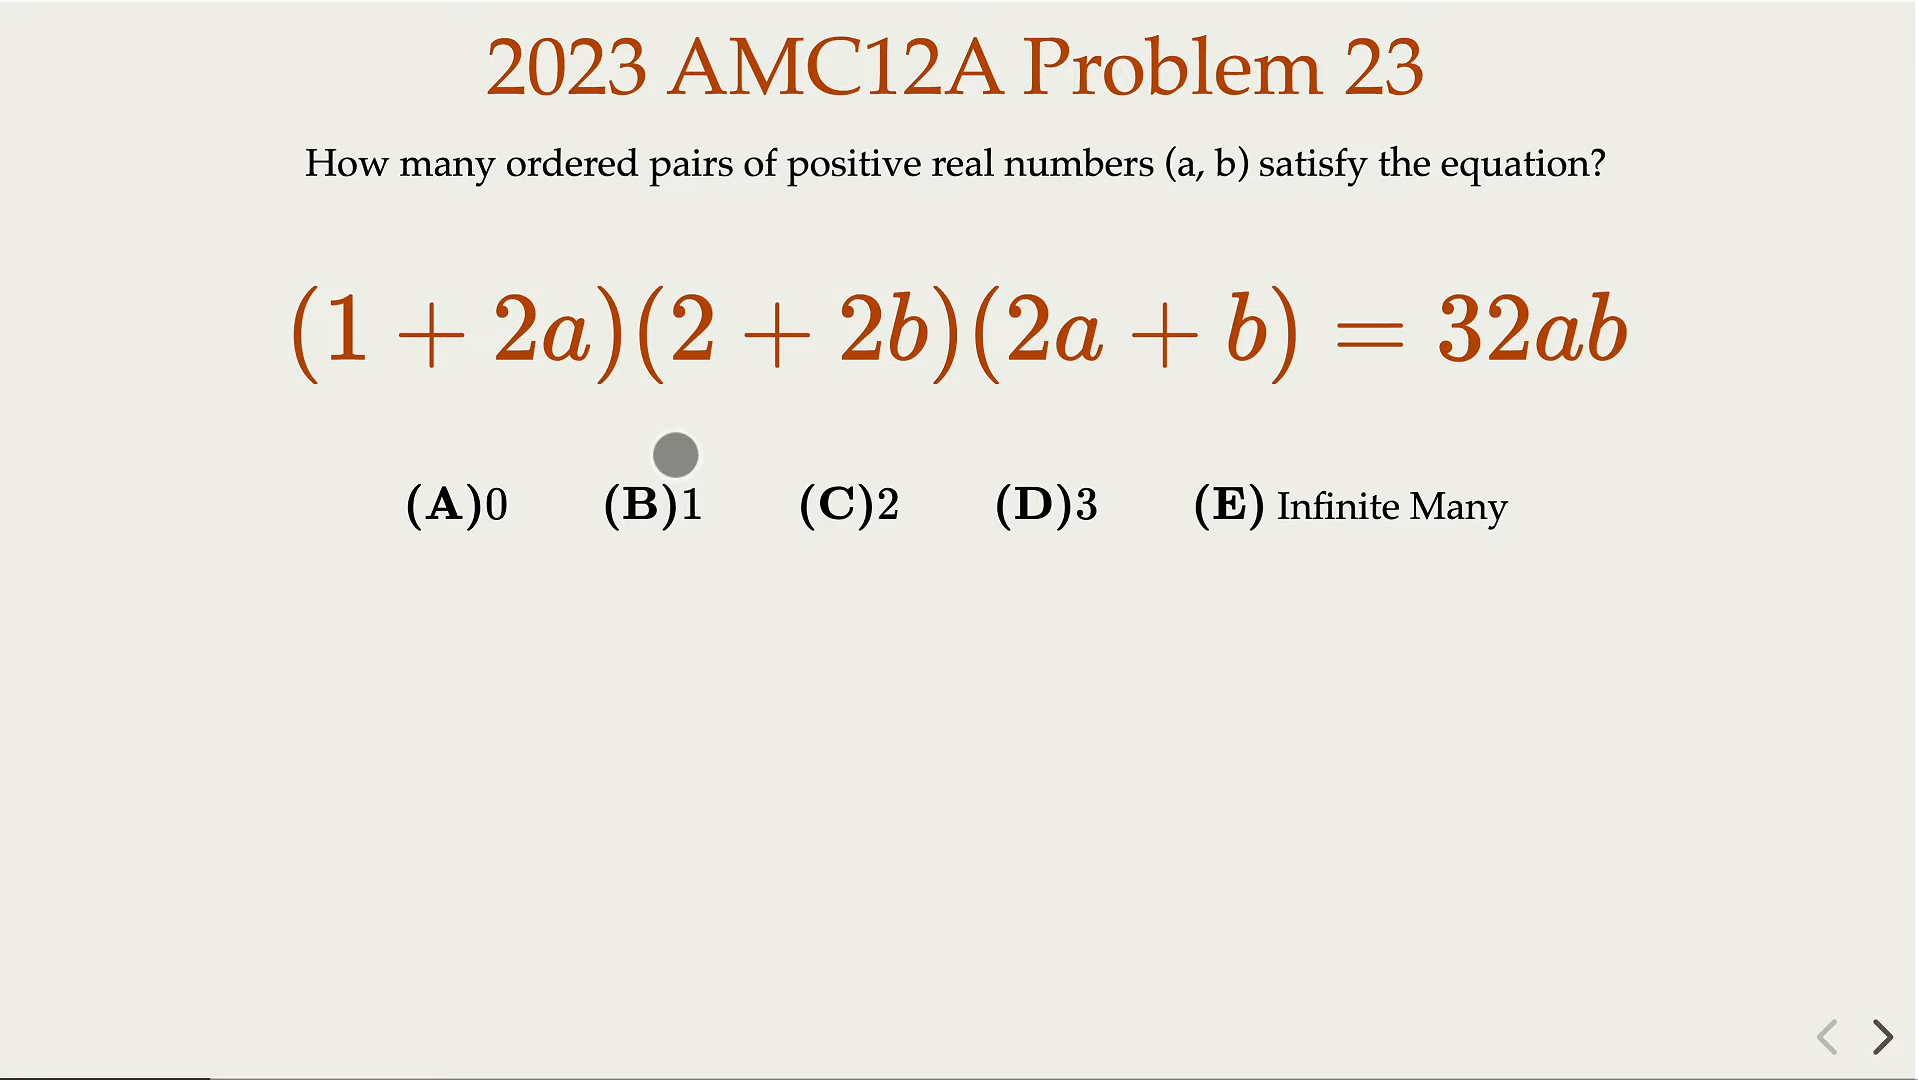 2023 AMC12A Problem 23
How many ordered pairs of positive real numbers (a, b) satisfy the equation?
(1 + 2a)(2 + 2b)(2a + b) = 32ab
(A)0 (B)1 (C)2 (D)3 (E) Infinite Many